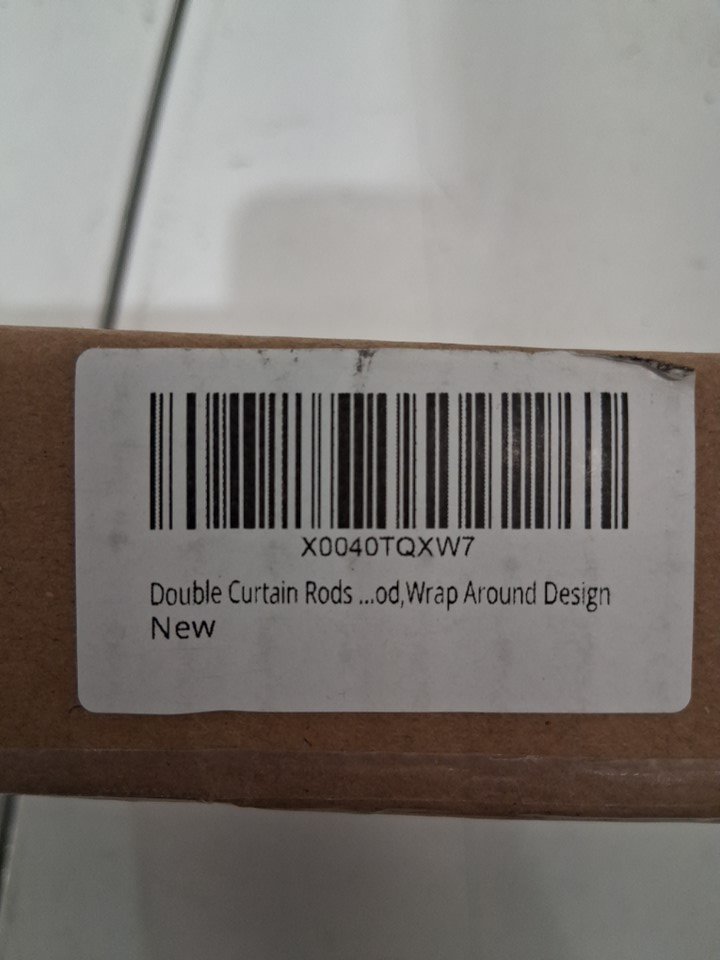 X0040TQXW7
Double Curtain Rods ...od,Wrap Around Design
New